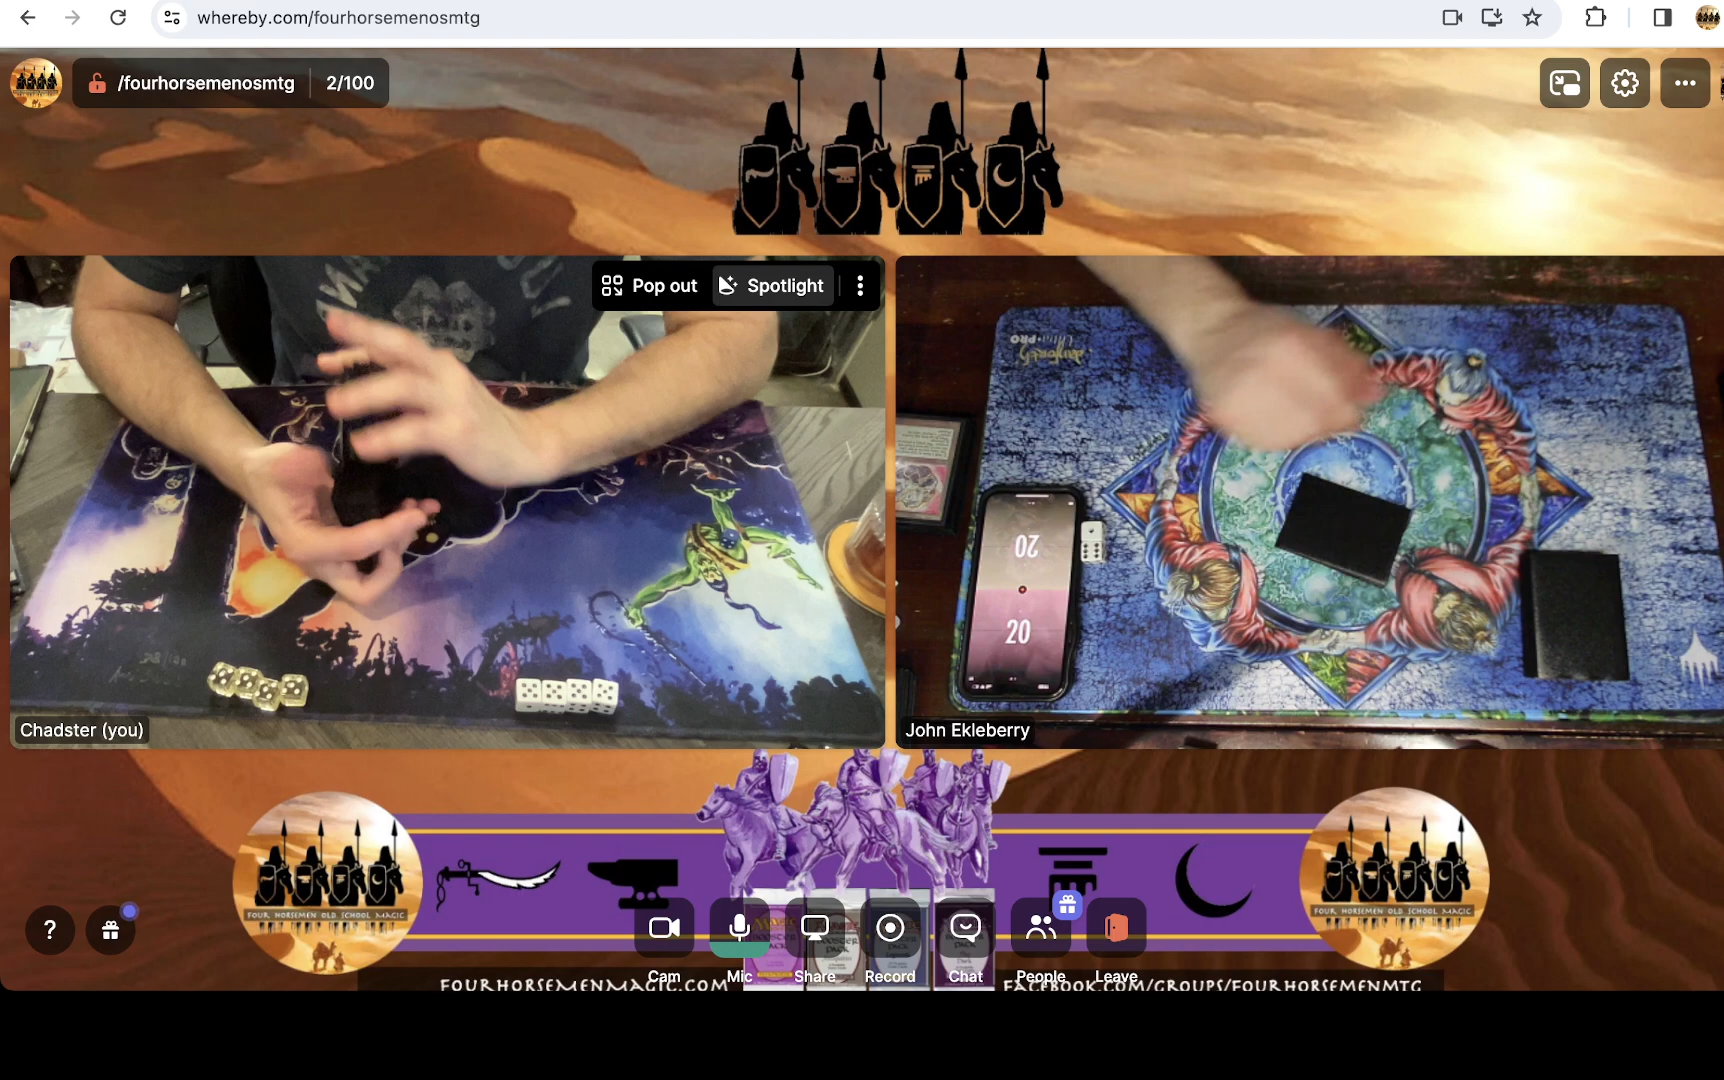 whereby.com/fourhorsemenosmtg
/fourhorsemenosmtg
2/100
Pop out
Spotlight
Ultra·PRO
20
20
Chadster (you)
John Ekleberry
FOUR HORSEMEN OLD SCHOOL MAGIC
FOUR HORSEMEN OLD SCHOOL MAGIC
?
Cam
Mic
Share
Record
Chat
People
Leave
FOURHORSEMENMAGIC.COM
FACEBOOK.COM/GROUPS/FOURHORSEMENMTG